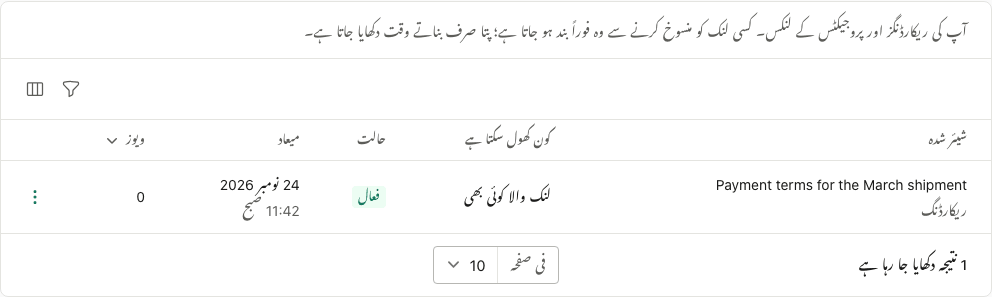 آپ کی ریکارڈنگز اور پروجیکٹس کے لنکس۔ کسی لنک کو منسوخ کرنے سے وہ فوراً بند ہو جاتا ہے؛ پتا صرف بناتے وقت دکھایا جاتا ہے۔
شیئر شدہ کون کھول سکتا ہے حالت میعاد ویوز
Payment terms for the March shipment لنک والا کوئی بھی فعال 24 نومبر 2026 0
ریکارڈنگ 11:42 صبح
1 نتیجہ دکھایا جا رہا ہے فی صفحہ 10